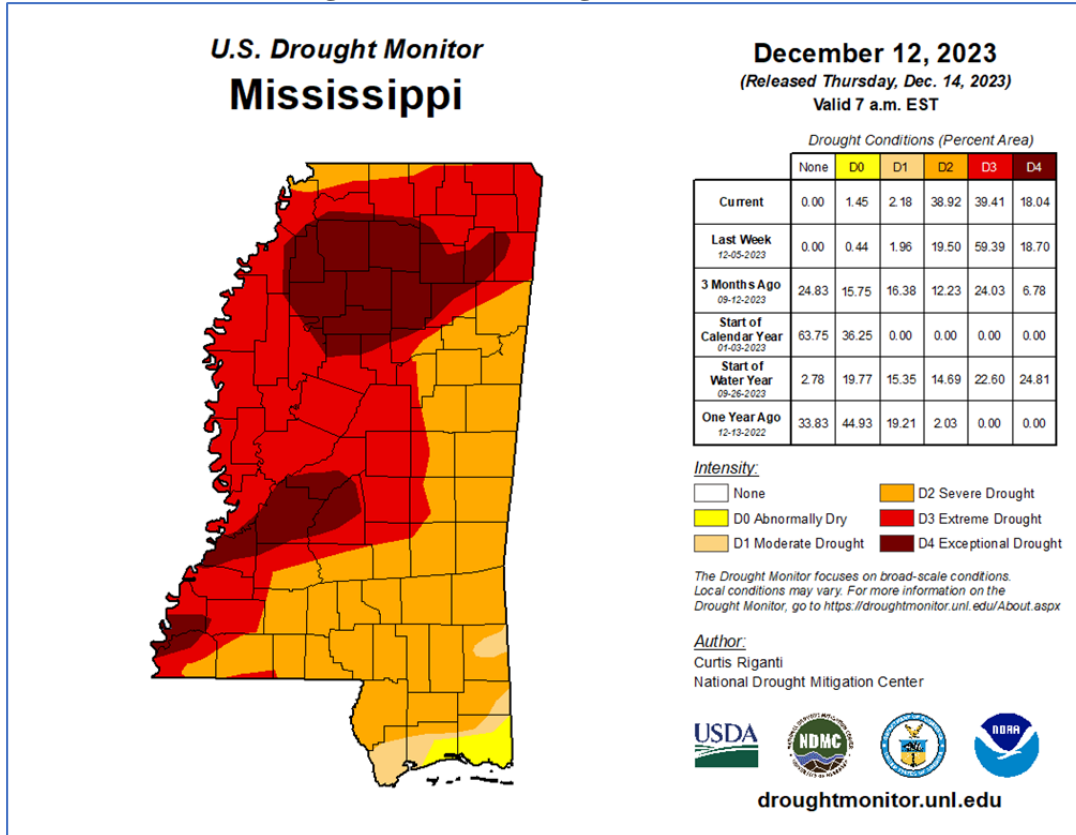 U.S. Drought Monitor
Mississippi
December 12, 2023
(Released Thursday, Dec. 14, 2023)
Valid 7 a.m. EST
Drought Conditions (Percent Area)
None D0 D1 D2 D3 D4
Current 0.00 1.45 2.18 38.92 39.41 18.04
Last Week
12-05-2023 0.00 0.44 1.96 19.50 59.39 18.70
3 Months Ago
09-12-2023 24.83 15.75 16.38 12.23 24.03 6.78
Start of
Calendar Year
01-03-2023 63.75 36.25 0.00 0.00 0.00 0.00
Start of
Water Year
09-26-2023 2.78 19.77 15.35 14.69 22.60 24.81
One Year Ago
12-13-2022 33.83 44.93 19.21 2.03 0.00 0.00
Intensity:
None
D0 Abnormally Dry
D1 Moderate Drought
D2 Severe Drought
D3 Extreme Drought
D4 Exceptional Drought
The Drought Monitor focuses on broad-scale conditions.
Local conditions may vary. For more information on the
Drought Monitor, go to https://droughtmonitor.unl.edu/About.aspx
Author:
Curtis Riganti
National Drought Mitigation Center
USDA
NDMC
NOAA
droughtmonitor.unl.edu